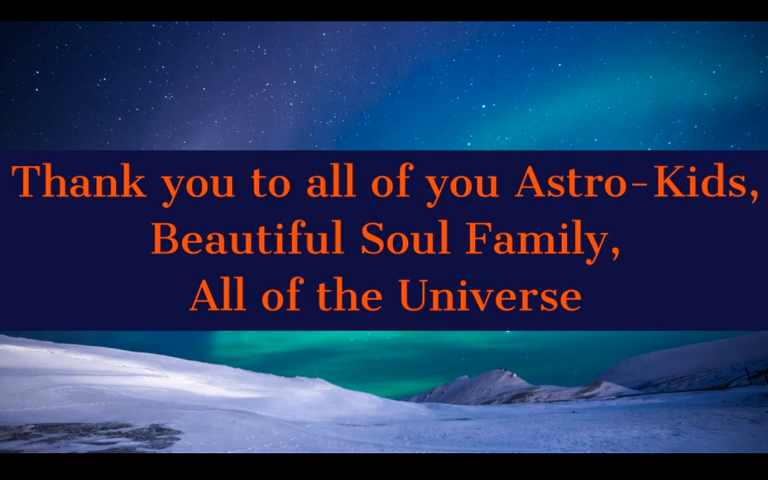 Thank you to all of you Astro-Kids,
Beautiful Soul Family,
All of the Universe